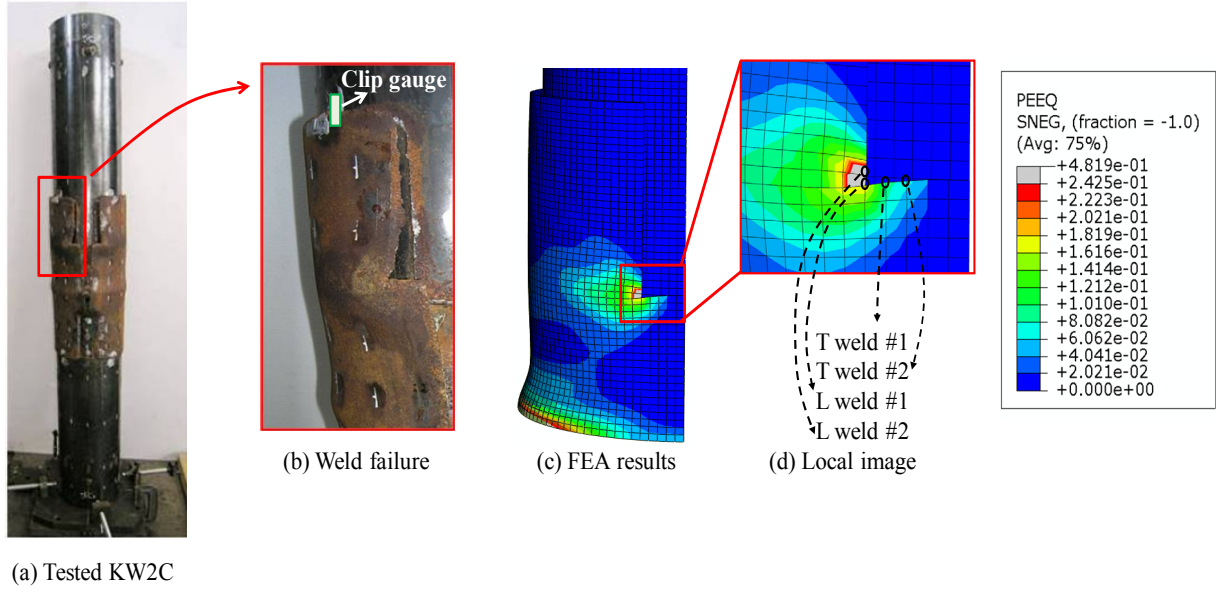 Clip gauge
PEEQ
SNEG, (fraction = -1.0)
(Avg: 75%)
+4.819e-01
+2.425e-01
+2.223e-01
+2.021e-01
+1.819e-01
+1.616e-01
+1.414e-01
+1.212e-01
+1.010e-01
+8.082e-02
+6.062e-02
+4.041e-02
+2.021e-02
+0.000e+00
T weld #1
T weld #2
L weld #1
L weld #2
(b) Weld failure
(c) FEA results
(d) Local image
(a) Tested KW2C